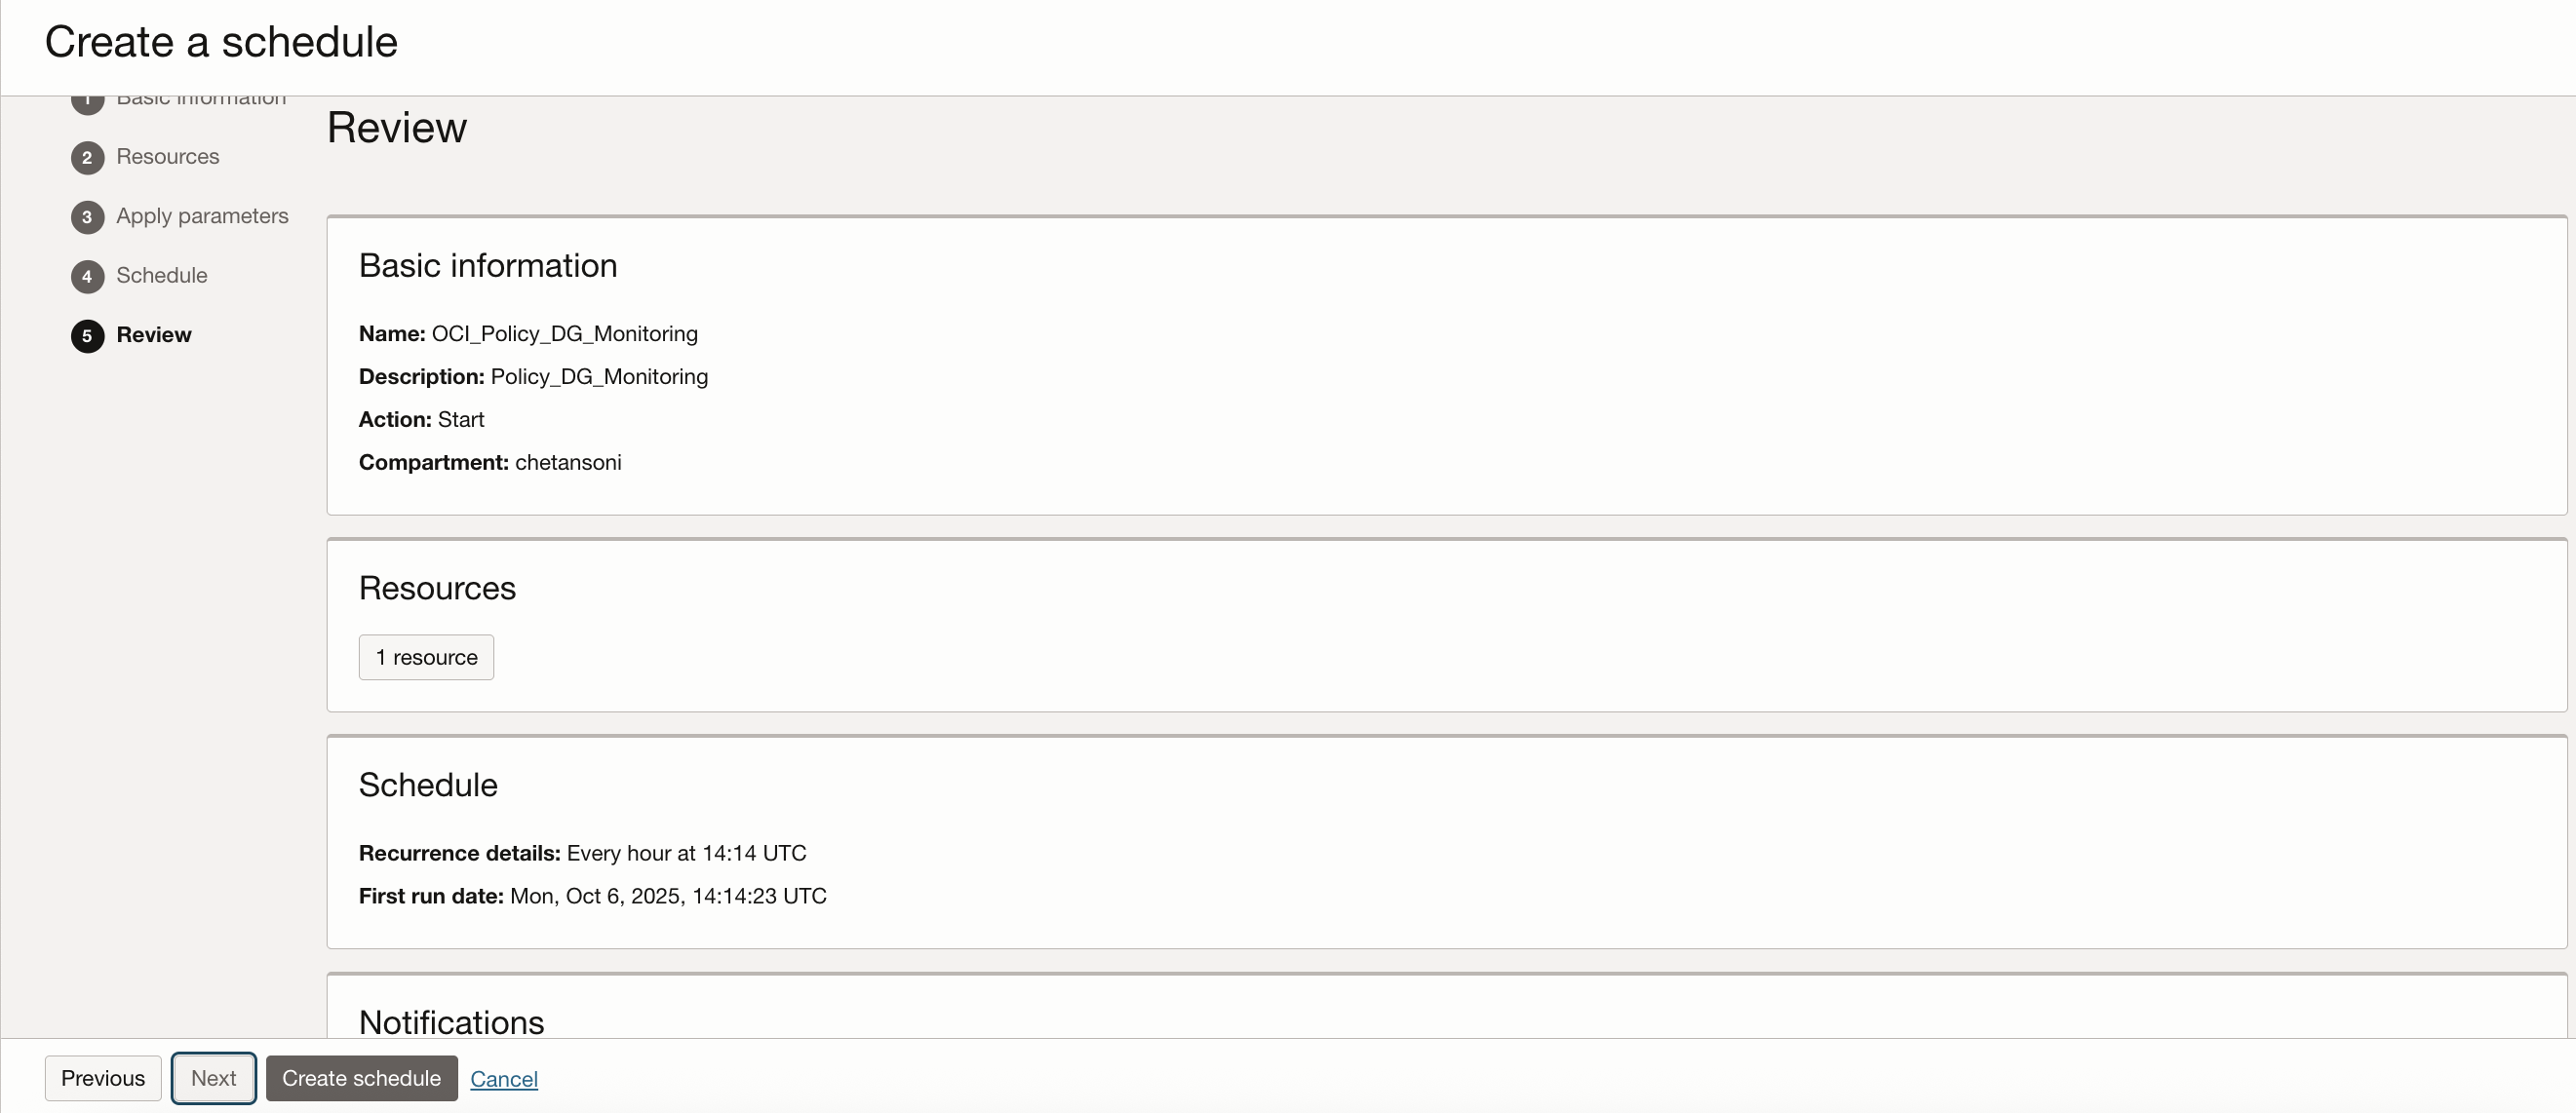 Create a schedule
1 Basic information
2 Resources
3 Apply parameters
4 Schedule
5 Review
Review
Basic information
Name: OCI_Policy_DG_Monitoring
Description: Policy_DG_Monitoring
Action: Start
Compartment: chetansoni
Resources
1 resource
Schedule
Recurrence details: Every hour at 14:14 UTC
First run date: Mon, Oct 6, 2025, 14:14:23 UTC
Notifications
Previous Next Create schedule Cancel